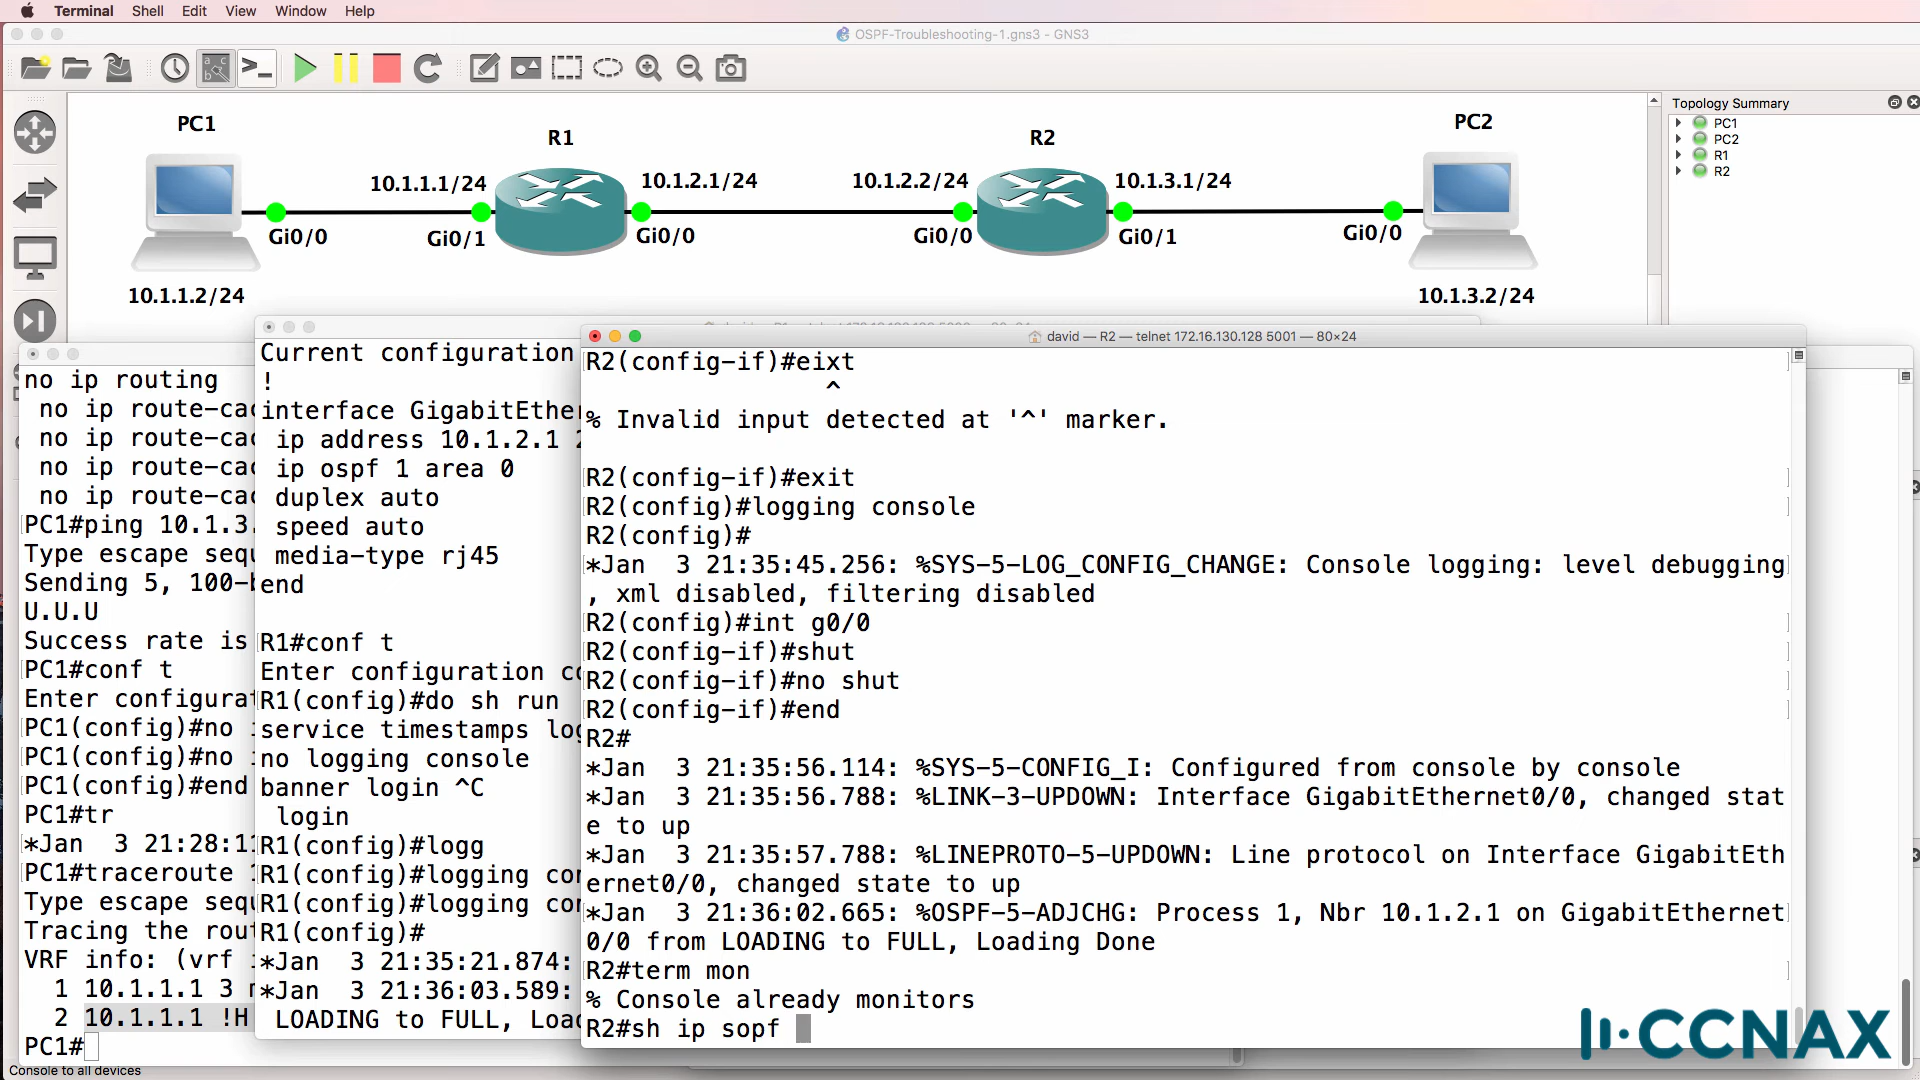 Terminal Shell Edit View Window Help
OSPF-Troubleshooting-1.gns3 - GNS3
Topology Summary
PC1
PC2
R1
R2
PC1
R1
R2
PC2
10.1.1.1/24
10.1.2.1/24
10.1.2.2/24
10.1.3.1/24
Gi0/0
Gi0/1
Gi0/0
Gi0/0
Gi0/1
Gi0/0
10.1.1.2/24
10.1.3.2/24
no ip routing
no ip route-cac
no ip route-cac
no ip route-cac
no ip route-cac
PC1#ping 10.1.3.
Type escape sequ
Sending 5, 100-b
U.U.U
Success rate is
PC1#conf t
Enter configurat
PC1(config)#no i
PC1(config)#no i
PC1(config)#end
PC1#tr
*Jan 3 21:28:11
PC1#traceroute 1
Type escape sequ
Tracing the rout
VRF info: (vrf i
1 10.1.1.1 3 m
2 10.1.1.1 !H
PC1#
Console to all devices
Current configuration
!
interface GigabitEther
ip address 10.1.2.1 2
ip ospf 1 area 0
duplex auto
speed auto
media-type rj45
end
R1#conf t
Enter configuration co
R1(config)#do sh run
service timestamps log
no logging console
banner login ^C
login
R1(config)#logg
R1(config)#logging con
R1(config)#logging con
R1(config)#
*Jan 3 21:35:21.874:
*Jan 3 21:36:03.589:
LOADING to FULL, Load
david — R2 — telnet 172.16.130.128 5001 — 80×24
R2(config-if)#eixt
^
% Invalid input detected at '^' marker.
R2(config-if)#exit
R2(config)#logging console
R2(config)#
*Jan 3 21:35:45.256: %SYS-5-LOG_CONFIG_CHANGE: Console logging: level debugging
, xml disabled, filtering disabled
R2(config)#int g0/0
R2(config-if)#shut
R2(config-if)#no shut
R2(config-if)#end
R2#
*Jan 3 21:35:56.114: %SYS-5-CONFIG_I: Configured from console by console
*Jan 3 21:35:56.788: %LINK-3-UPDOWN: Interface GigabitEthernet0/0, changed stat
e to up
*Jan 3 21:35:57.788: %LINEPROTO-5-UPDOWN: Line protocol on Interface GigabitEth
ernet0/0, changed state to up
*Jan 3 21:36:02.665: %OSPF-5-ADJCHG: Process 1, Nbr 10.1.2.1 on GigabitEthernet
0/0 from LOADING to FULL, Loading Done
R2#term mon
% Console already monitors
R2#sh ip sopf
CCNAX